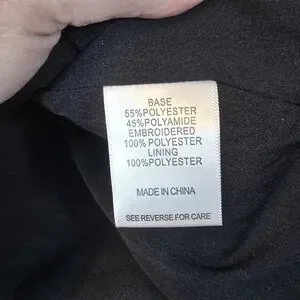 BASE
55%POLYESTER
45%POLYAMIDE
EMBROIDERED
100%POLYESTER
LINING
100%POLYESTER
MADE IN CHINA
SEE REVERSE FOR CARE